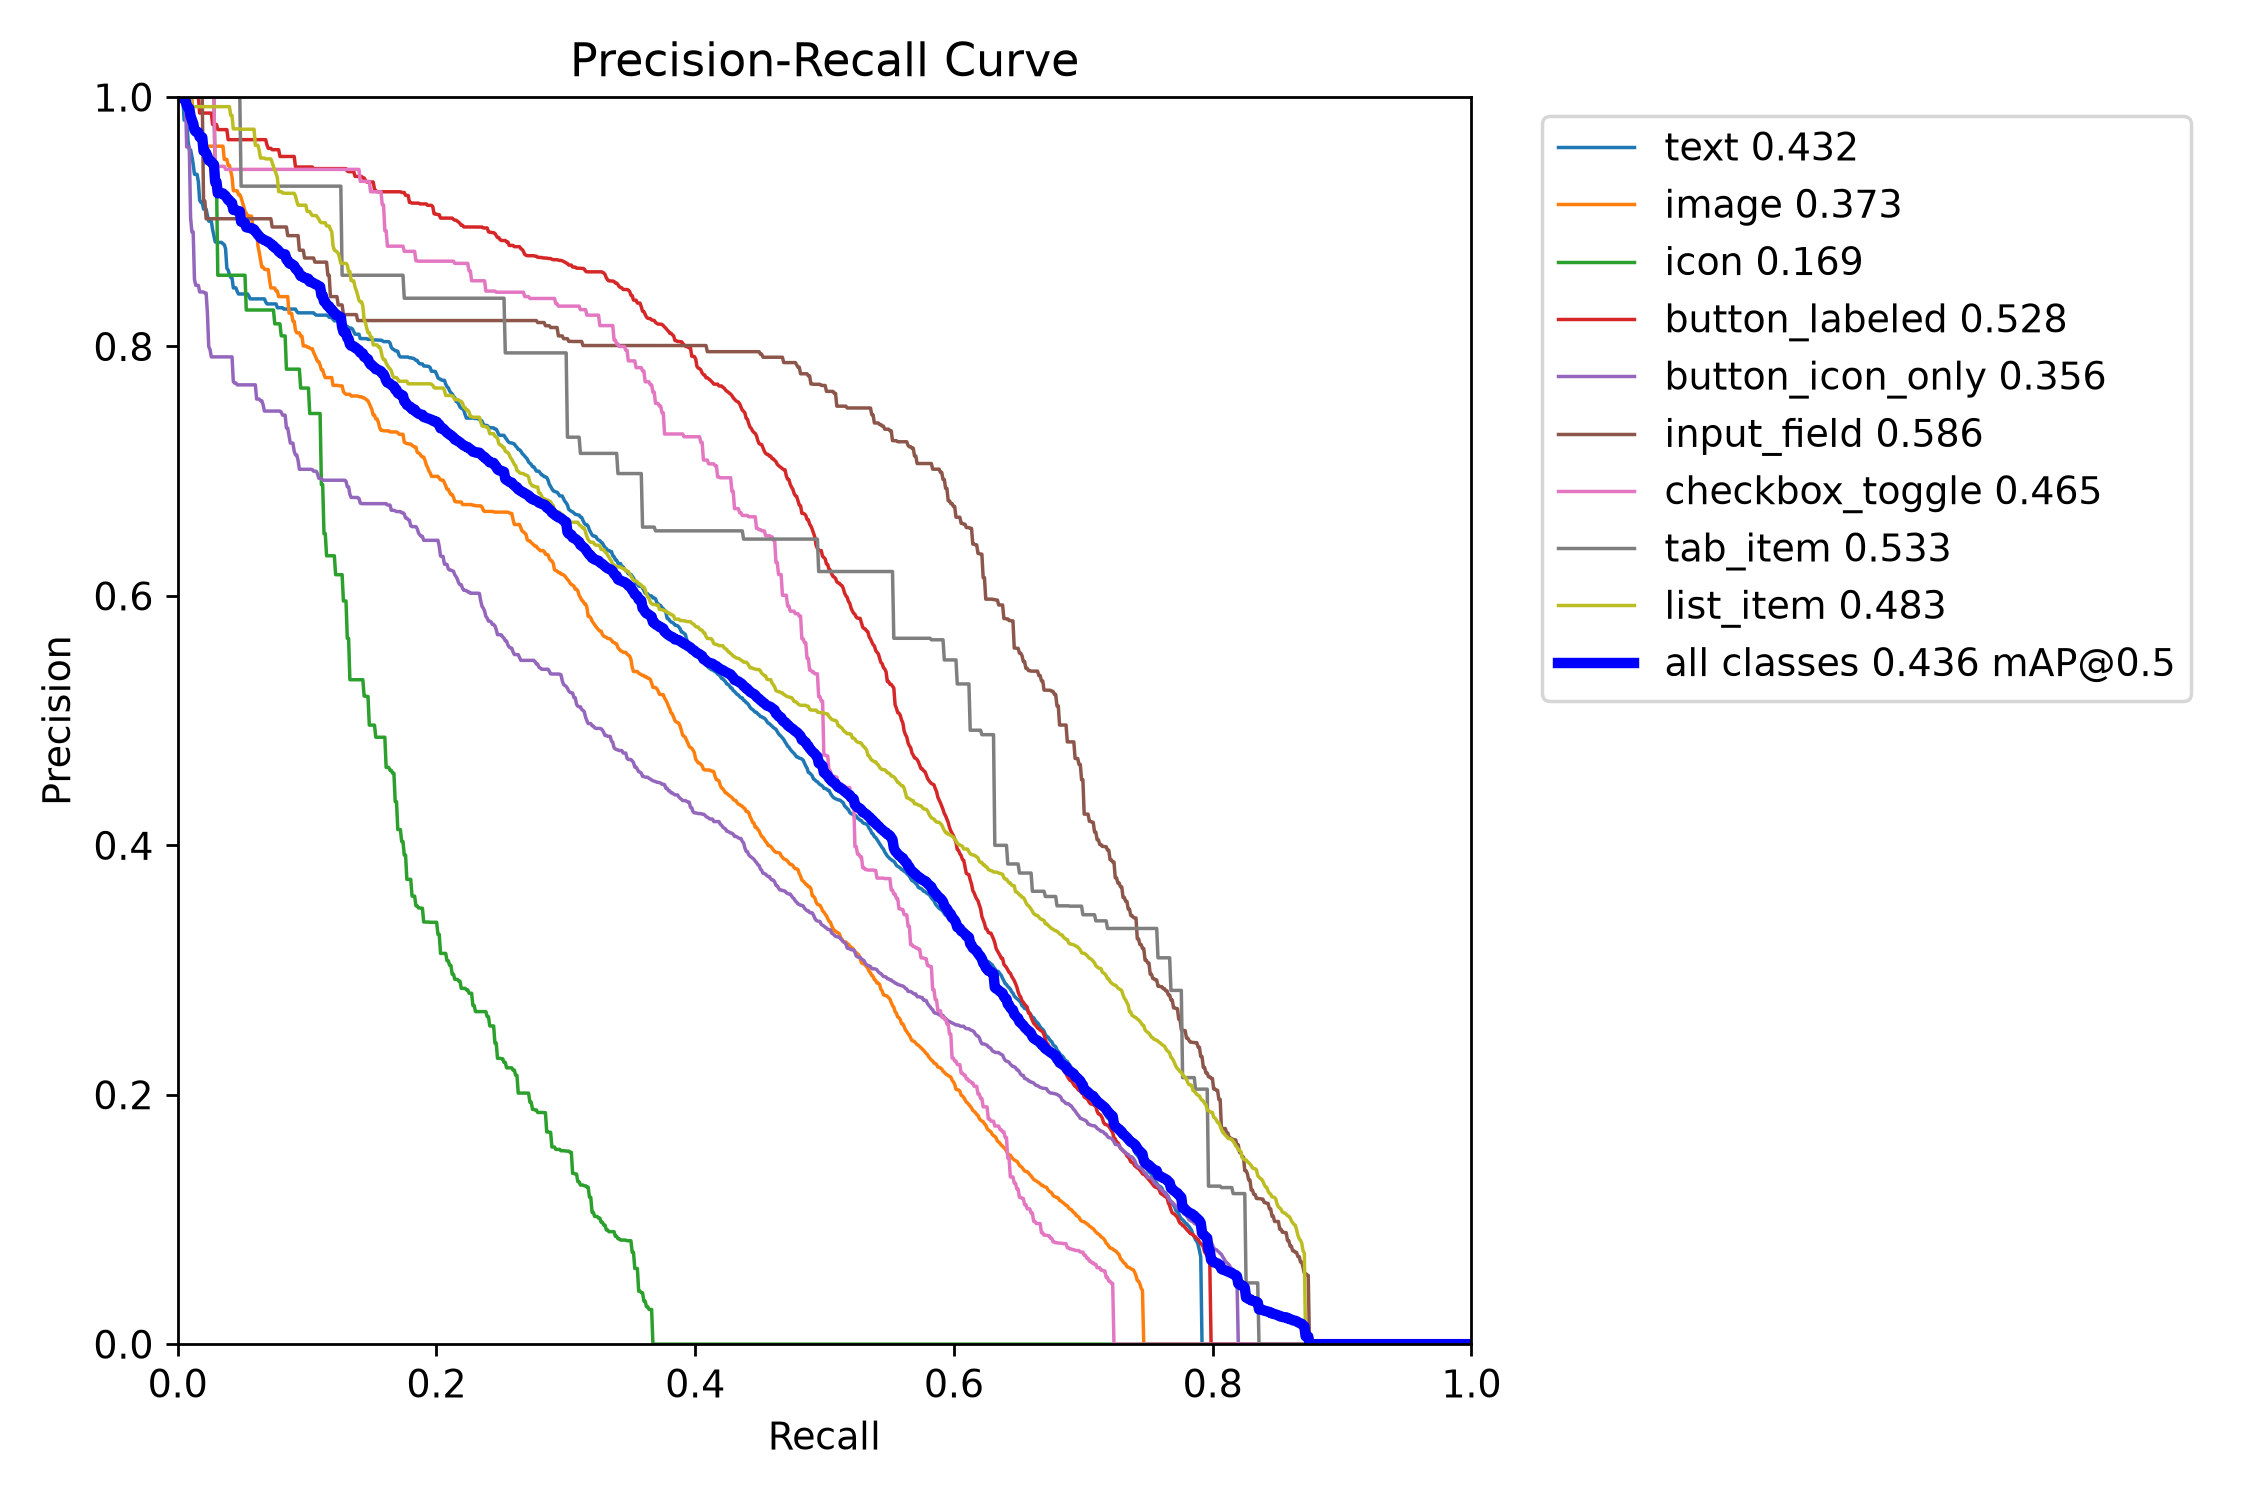 Precision-Recall Curve
1.0
0.8
0.6
0.4
0.2
0.0
Precision
0.0 0.2 0.4 0.6 0.8 1.0
Recall
text 0.432
image 0.373
icon 0.169
button_labeled 0.528
button_icon_only 0.356
input_field 0.586
checkbox_toggle 0.465
tab_item 0.533
list_item 0.483
all classes 0.436 mAP@0.5